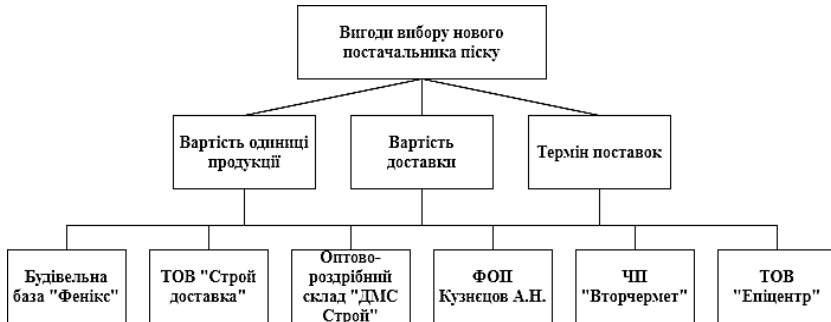 Вигоди вибору нового
постачальника піску
Вартість одиниці
продукції
Вартість
доставки
Термін поставок
Будівельна
база "Фенікс"
ТОВ "Строй
доставка"
Оптово-
роздрібний
склад "ДМС
Строй"
ФОП
Кузнєцов А.Н.
ЧП
"Вторчермет"
ТОВ
"Епіцентр"